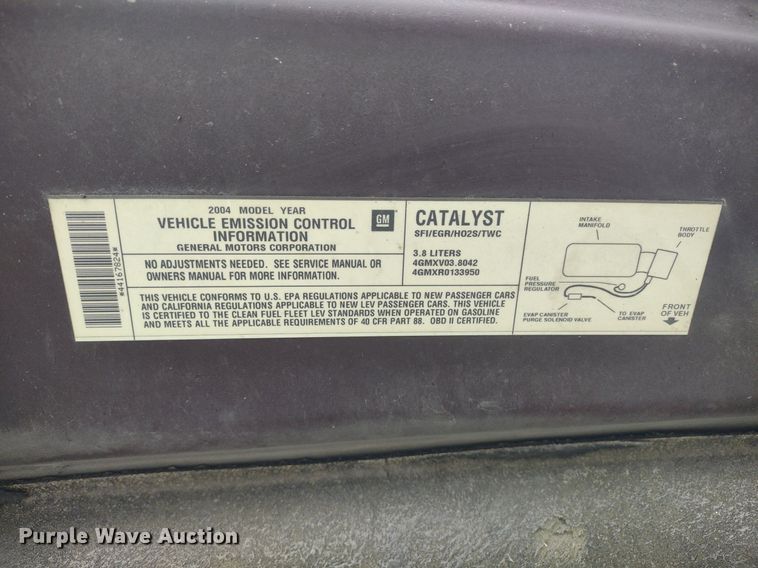 *44167824*
2004 MODEL YEAR
VEHICLE EMISSION CONTROL
INFORMATION
GENERAL MOTORS CORPORATION
GM
NO ADJUSTMENTS NEEDED. SEE SERVICE MANUAL OR
OWNERS MANUAL FOR MORE INFORMATION.
CATALYST
SFI/EGR/HO2S/TWC
3.8 LITERS
4GMXV03.8042
4GMXR0133950
THIS VEHICLE CONFORMS TO U.S. EPA REGULATIONS APPLICABLE TO NEW PASSENGER CARS
AND CALIFORNIA REGULATIONS APPLICABLE TO NEW LEV PASSENGER CARS. THIS VEHICLE
IS CERTIFIED TO THE CLEAN FUEL FLEET LEV STANDARDS WHEN OPERATED ON GASOLINE
AND MEETS ALL THE APPLICABLE REQUIREMENTS OF 40 CFR PART 88. OBD II CERTIFIED.
INTAKE
MANIFOLD
THROTTLE
BODY
FUEL
PRESSURE
REGULATOR
EVAP CANISTER
PURGE SOLENOID VALVE
TO EVAP
CANISTER
FRONT
OF VEH
Purple Wave Auction